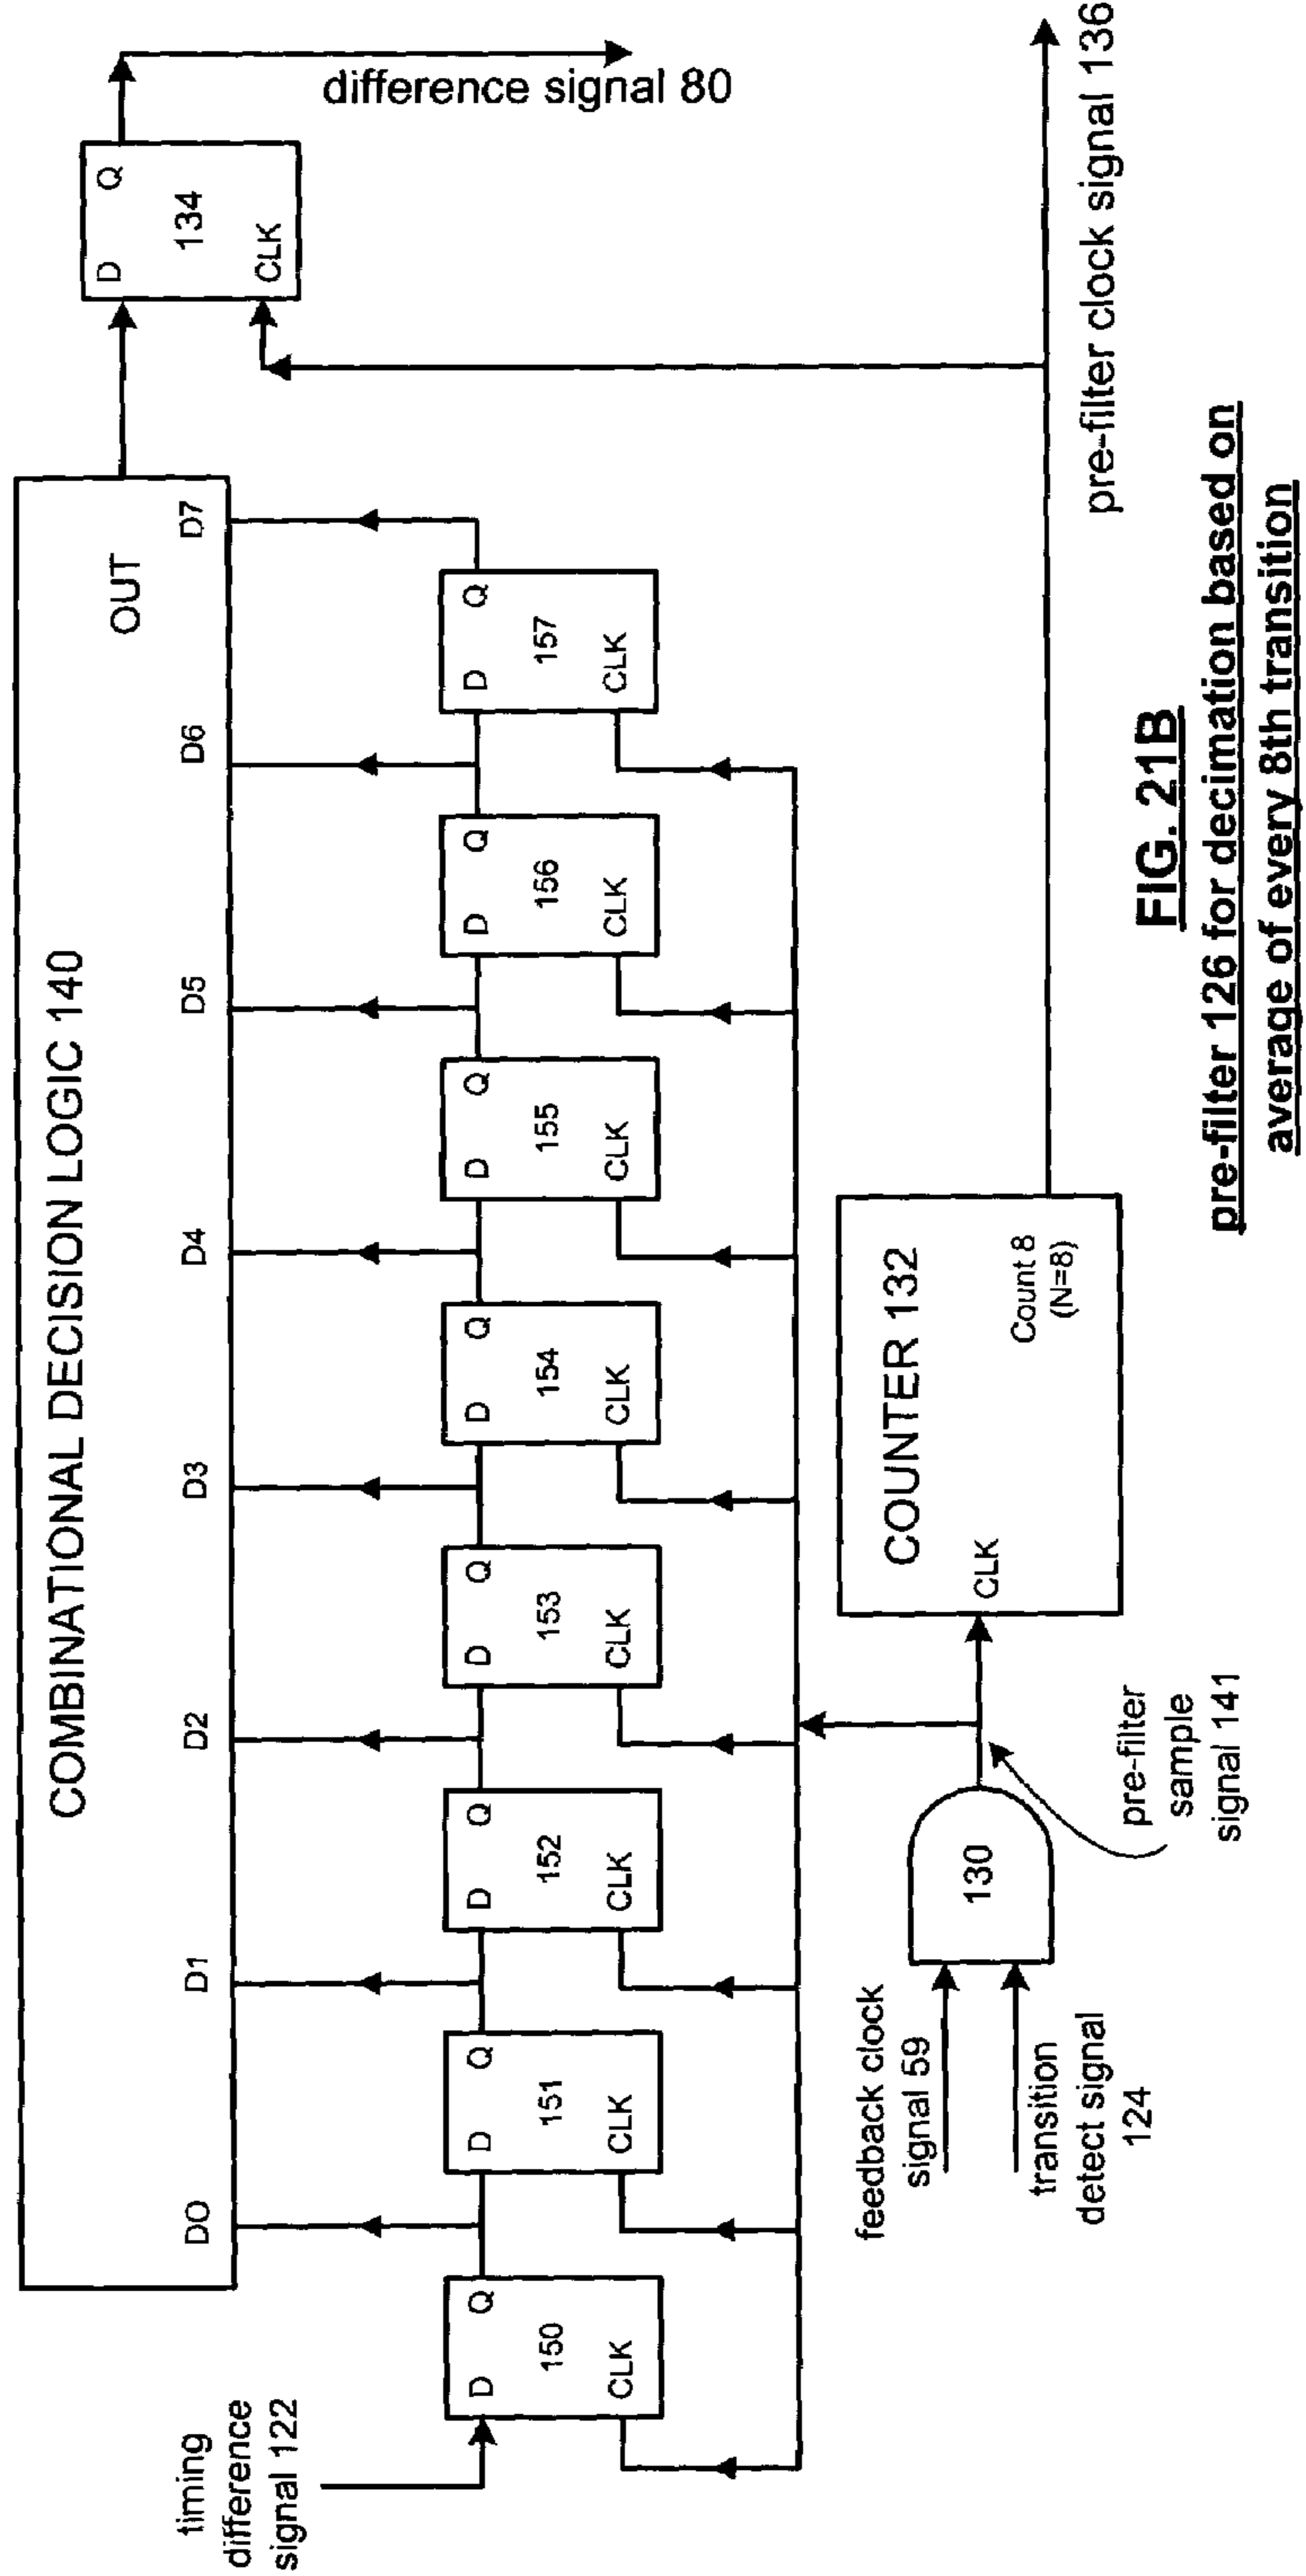 COMBINATIONAL DECISION LOGIC 140
OUT
D0
D1
D2
D3
D4
D5
D6
D7
D
Q
134
CLK
difference signal 80
timing
difference
signal 122
D
Q
150
CLK
D
Q
151
CLK
D
Q
152
CLK
D
Q
153
CLK
D
Q
154
CLK
D
Q
155
CLK
D
Q
156
CLK
D
Q
157
CLK
feedback clock
signal 59
transition
detect signal
124
130
pre-filter
sample
signal 141
COUNTER 132
CLK
Count 8
(N=8)
pre-filter clock signal 136
FIG. 21B
pre-filter 126 for decimation based on
average of every 8th transition